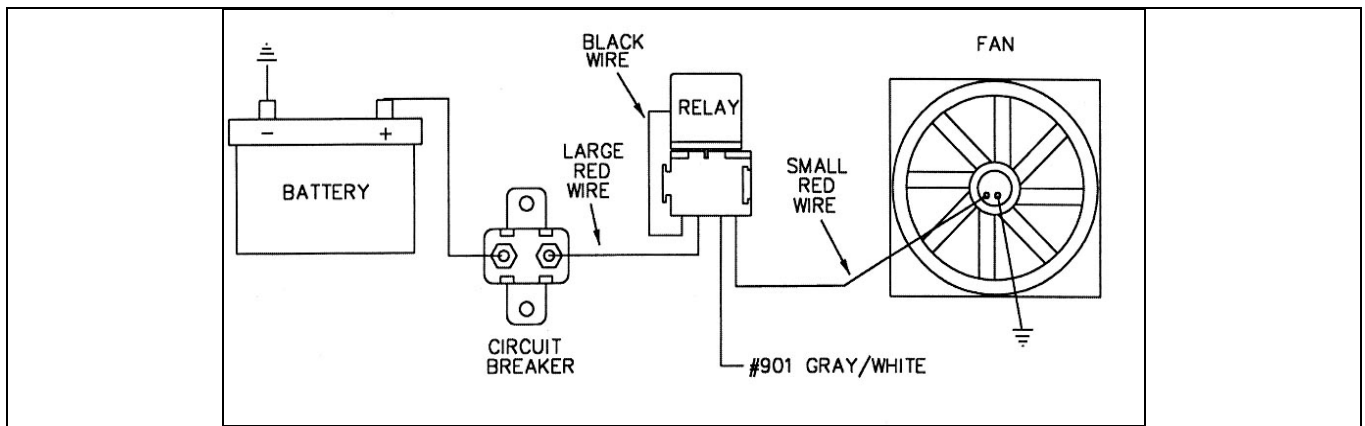 BLACK
WIRE
FAN
RELAY
LARGE
RED
WIRE
SMALL
RED
WIRE
- +
BATTERY
CIRCUIT
BREAKER
#901 GRAY/WHITE